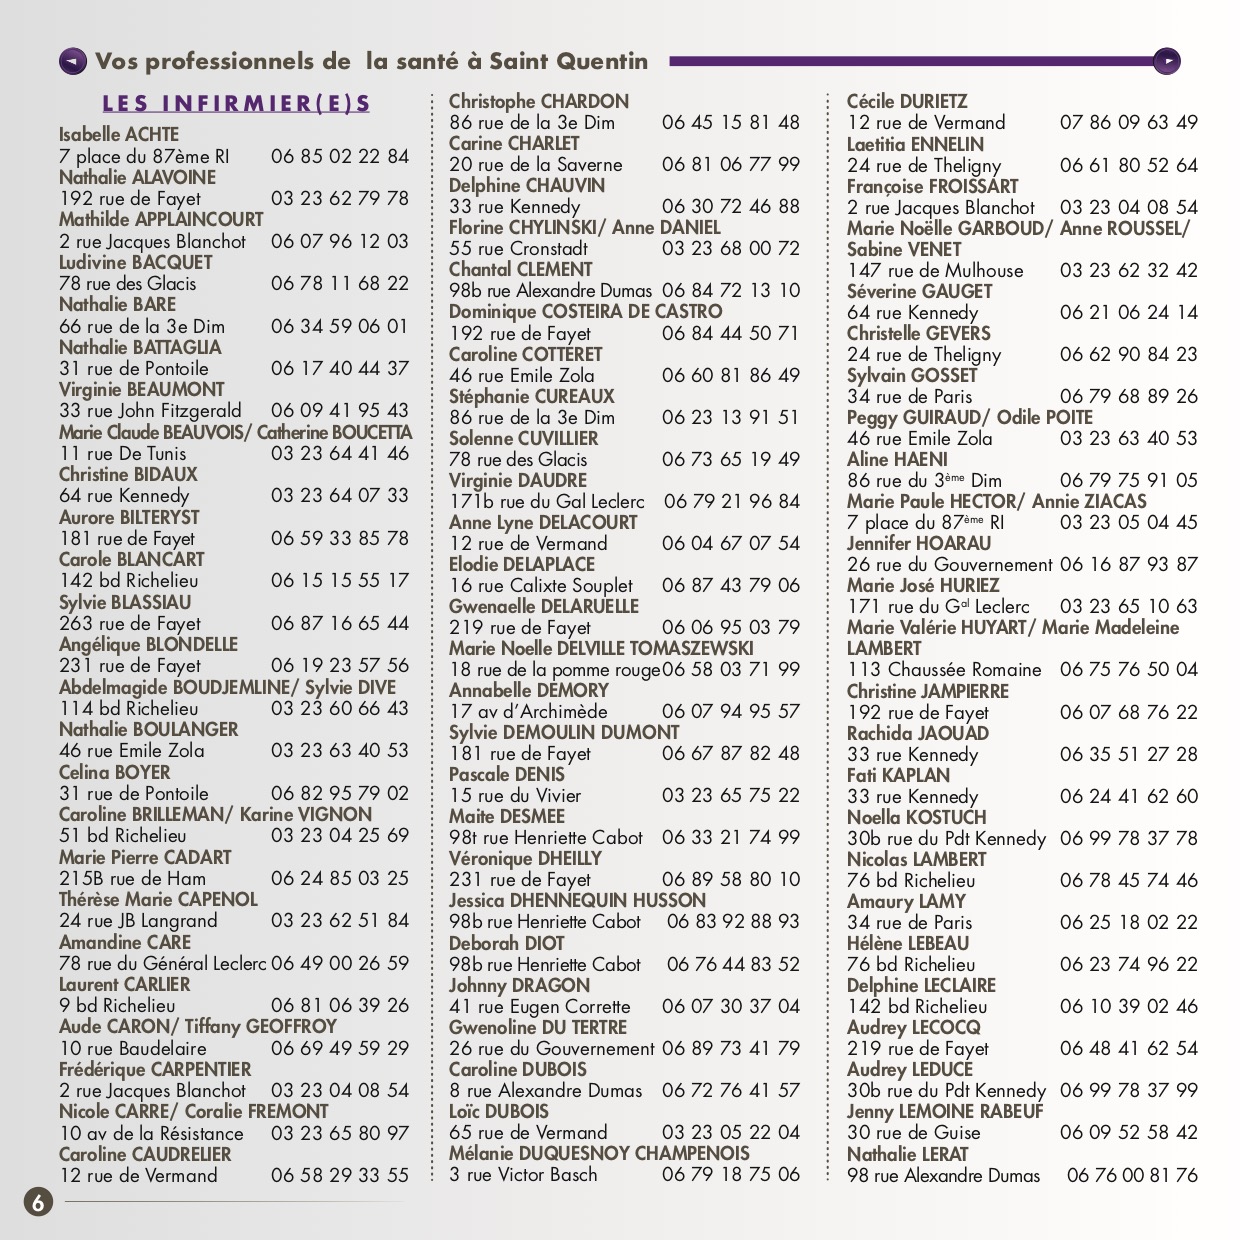 Vos professionnels de la santé à Saint Quentin
LES INFIRMIER(E)S
Isabelle ACHTE
7 place du 87ème RI 06 85 02 22 84
Nathalie ALAVOINE
192 rue de Fayet 03 23 62 79 78
Mathilde APPLAINCOURT
2 rue Jacques Blanchot 06 07 96 12 03
Ludivine BACQUET
78 rue des Glacis 06 78 11 68 22
Nathalie BARE
66 rue de la 3e Dim 06 34 59 06 01
Nathalie BATTAGLIA
31 rue de Pontoile 06 17 40 44 37
Virginie BEAUMONT
33 rue John Fitzgerald 06 09 41 95 43
Marie Claude BEAUVOIS/ Catherine BOUCETTA
11 rue De Tunis 03 23 64 41 46
Christine BIDAUX
64 rue Kennedy 03 23 64 07 33
Aurore BILTERYST
181 rue de Fayet 06 59 33 85 78
Carole BLANCART
142 bd Richelieu 06 15 15 55 17
Sylvie BLASSIAU
263 rue de Fayet 06 87 16 65 44
Angélique BLONDELLE
231 rue de Fayet 06 19 23 57 56
Abdelmagide BOUDJEMLINE/ Sylvie DIVE
114 bd Richelieu 03 23 60 66 43
Nathalie BOULANGER
46 rue Emile Zola 03 23 63 40 53
Celina BOYER
31 rue de Pontoile 06 82 95 79 02
Caroline BRILLEMAN/ Karine VIGNON
51 bd Richelieu 03 23 04 25 69
Marie Pierre CADART
215B rue de Ham 06 24 85 03 25
Thérèse Marie CAPENOL
24 rue JB Langrand 03 23 62 51 84
Amandine CARE
78 rue du Général Leclerc 06 49 00 26 59
Laurent CARLIER
9 bd Richelieu 06 81 06 39 26
Aude CARON/ Tiffany GEOFFROY
10 rue Baudelaire 06 69 49 59 29
Frédérique CARPENTIER
2 rue Jacques Blanchot 03 23 04 08 54
Nicole CARRE/ Coralie FREMONT
10 av de la Résistance 03 23 65 80 97
Caroline CAUDRELIER
12 rue de Vermand 06 58 29 33 55
Christophe CHARDON
86 rue de la 3e Dim 06 45 15 81 48
Carine CHARLET
20 rue de la Saverne 06 81 06 77 99
Delphine CHAUVIN
33 rue Kennedy 06 30 72 46 88
Florine CHYLINSKI/ Anne DANIEL
55 rue Cronstadt 03 23 68 00 72
Chantal CLEMENT
98b rue Alexandre Dumas 06 84 72 13 10
Dominique COSTEIRA DE CASTRO
192 rue de Fayet 06 84 44 50 71
Caroline COTTERET
46 rue Emile Zola 06 60 81 86 49
Stéphanie CUREAUX
86 rue de la 3e Dim 06 23 13 91 51
Solenne CUVILLIER
78 rue des Glacis 06 73 65 19 49
Virginie DAUDRE
171b rue du Gal Leclerc 06 79 21 96 84
Anne Lyne DELACOURT
12 rue de Vermand 06 04 67 07 54
Elodie DELAPLACE
16 rue Calixte Souplet 06 87 43 79 06
Gwenaelle DELARUELLE
219 rue de Fayet 06 06 95 03 79
Marie Noelle DELVILLE TOMASZEWSKI
18 rue de la pomme rouge06 58 03 71 99
Annabelle DEMORY
17 av d'Archimède 06 07 94 95 57
Sylvie DEMOULIN DUMONT
181 rue de Fayet 06 67 87 82 48
Pascale DENIS
15 rue du Vivier 03 23 65 75 22
Maite DESMEE
98t rue Henriette Cabot 06 33 21 74 99
Véronique DHEILLY
231 rue de Fayet 06 89 58 80 10
Jessica DHENNEQUIN HUSSON
98b rue Henriette Cabot 06 83 92 88 93
Deborah DIOT
98b rue Henriette Cabot 06 76 44 83 52
Johnny DRAGON
41 rue Eugen Corrette 06 07 30 37 04
Gwenoline DU TERTRE
26 rue du Gouvernement 06 89 73 41 79
Caroline DUBOIS
8 rue Alexandre Dumas 06 72 76 41 57
Loïc DUBOIS
65 rue de Vermand 03 23 05 22 04
Mélanie DUQUESNOY CHAMPENOIS
3 rue Victor Basch 06 79 18 75 06
Cécile DURIETZ
12 rue de Vermand 07 86 09 63 49
Laetitia ENNELIN
24 rue de Theligny 06 61 80 52 64
Françoise FROISSART
2 rue Jacques Blanchot 03 23 04 08 54
Marie Noëlle GARBOUD/ Anne ROUSSEL/
Sabine VENET
147 rue de Mulhouse 03 23 62 32 42
Séverine GAUGET
64 rue Kennedy 06 21 06 24 14
Christelle GEVERS
24 rue de Theligny 06 62 90 84 23
Sylvain GOSSET
34 rue de Paris 06 79 68 89 26
Peggy GUIRAUD/ Odile POITE
46 rue Emile Zola 03 23 63 40 53
Aline HAENI
86 rue du 3ème Dim 06 79 75 91 05
Marie Paule HECTOR/ Annie ZIACAS
7 place du 87ème RI 03 23 05 04 45
Jennifer HOARAU
26 rue du Gouvernement 06 16 87 93 87
Marie José HURIEZ
171 rue du Gal Leclerc 03 23 65 10 63
Marie Valérie HUYART/ Marie Madeleine
LAMBERT
113 Chaussée Romaine 06 75 76 50 04
Christine JAMPIERRE
192 rue de Fayet 06 07 68 76 22
Rachida JAOUAD
33 rue Kennedy 06 35 51 27 28
Fati KAPLAN
33 rue Kennedy 06 24 41 62 60
Noella KOSTUCH
30b rue du Pdt Kennedy 06 99 78 37 78
Nicolas LAMBERT
76 bd Richelieu 06 78 45 74 46
Amaury LAMY
34 rue de Paris 06 25 18 02 22
Hélène LEBEAU
76 bd Richelieu 06 23 74 96 22
Delphine LECLAIRE
142 bd Richelieu 06 10 39 02 46
Audrey LECOCQ
219 rue de Fayet 06 48 41 62 54
Audrey LEDUCE
30b rue du Pdt Kennedy 06 99 78 37 99
Jenny LEMOINE RABEUF
30 rue de Guise 06 09 52 58 42
Nathalie LERAT
98 rue Alexandre Dumas 06 76 00 81 76
6